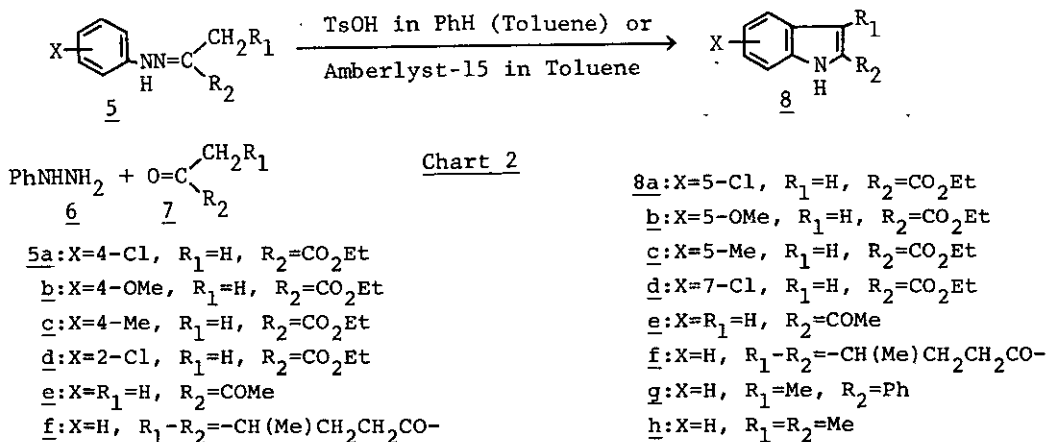 X NHN=C CH₂R₁ R₂ H
5
TsOH in PhH (Toluene) or
Amberlyst-15 in Toluene
X N H R₁ R₂
8
PhNHNH₂ + O=C CH₂R₁ R₂
6 7
Chart 2
5a:X=4-Cl, R₁=H, R₂=CO₂Et
b:X=4-OMe, R₁=H, R₂=CO₂Et
c:X=4-Me, R₁=H, R₂=CO₂Et
d:X=2-Cl, R₁=H, R₂=CO₂Et
e:X=R₁=H, R₂=COMe
f:X=H, R₁-R₂=-CH(Me)CH₂CH₂CO-
8a:X=5-Cl, R₁=H, R₂=CO₂Et
b:X=5-OMe, R₁=H, R₂=CO₂Et
c:X=5-Me, R₁=H, R₂=CO₂Et
d:X=7-Cl, R₁=H, R₂=CO₂Et
e:X=R₁=H, R₂=COMe
f:X=H, R₁-R₂=-CH(Me)CH₂CH₂CO-
g:X=H, R₁=Me, R₂=Ph
h:X=H, R₁=R₂=Me